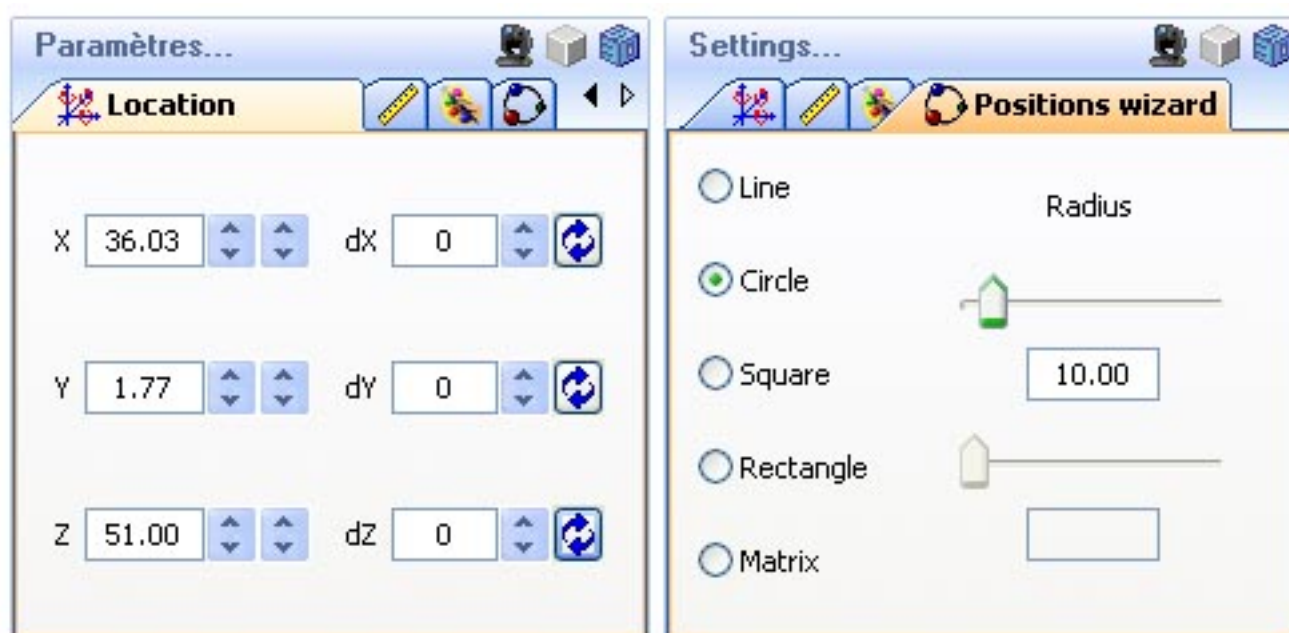 Paramètres...
Location
X 36.03 dX 0
Y 1.77 dY 0
Z 51.00 dZ 0
Settings...
Positions wizard
Line
Radius
Circle
Square
10.00
Rectangle
Matrix